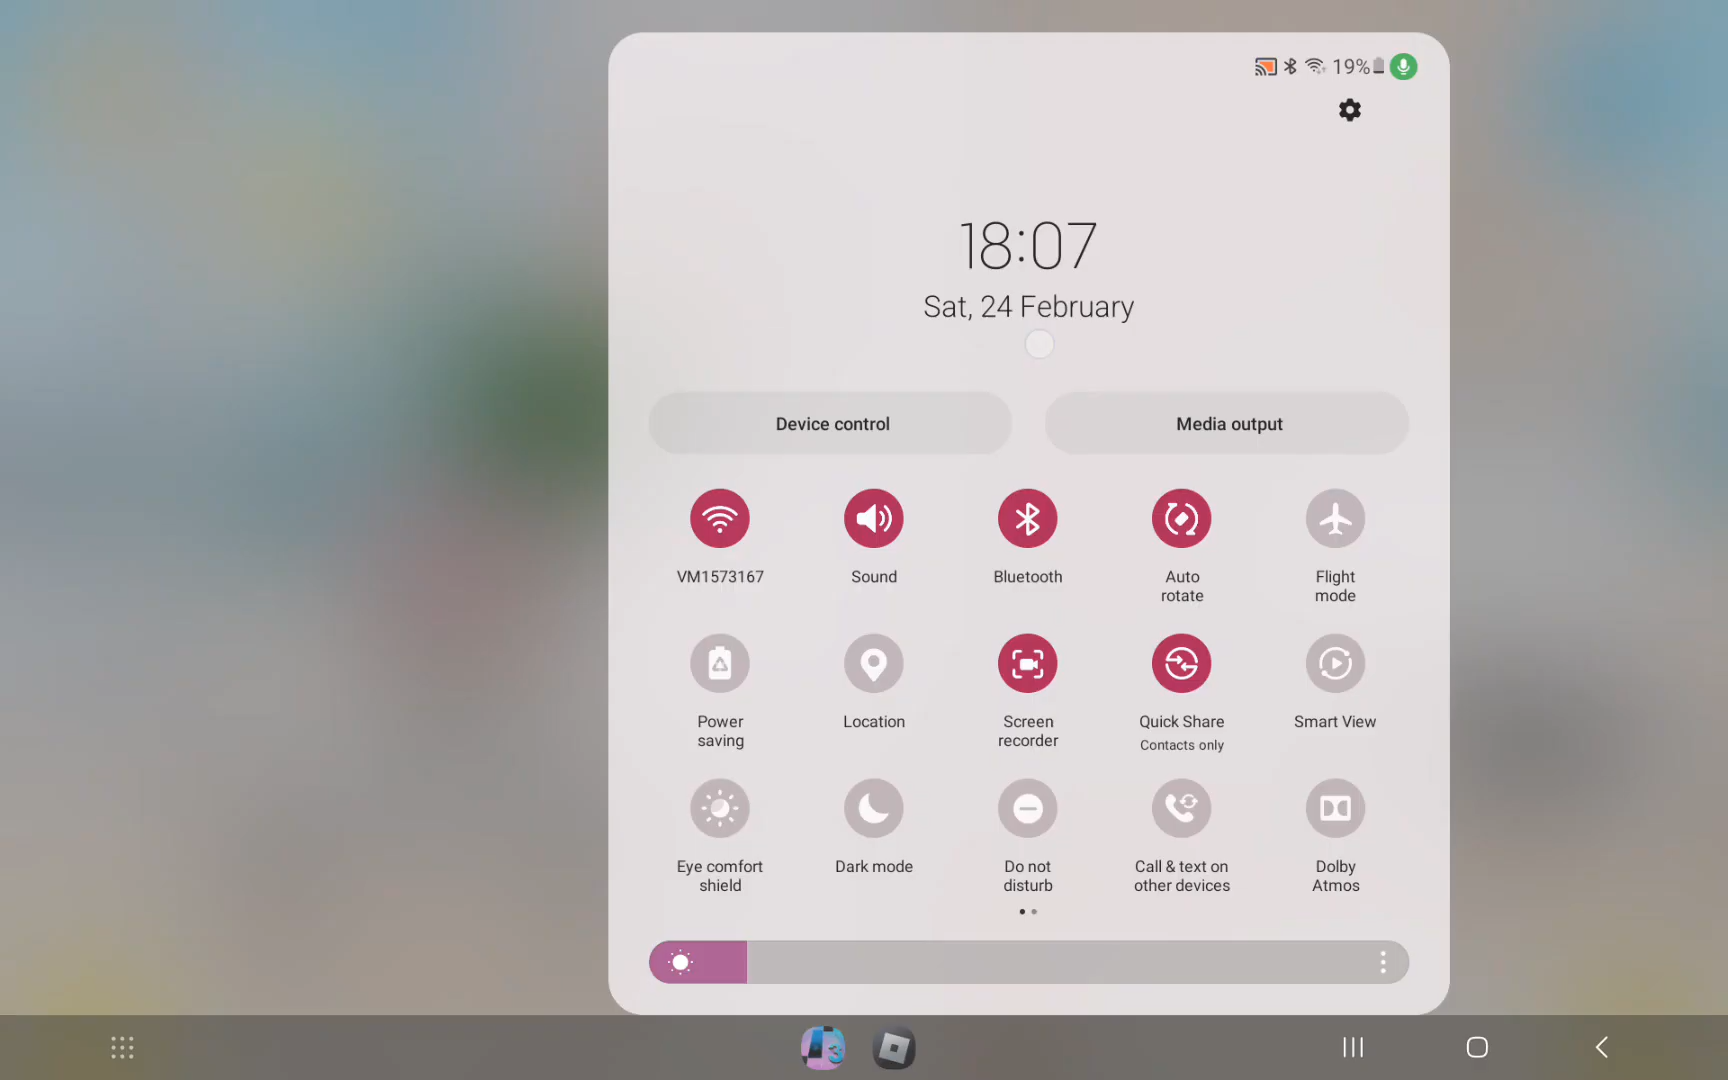 19%
18:07
Sat, 24 February
Device control
Media output
VM1573167
Sound
Bluetooth
Auto
rotate
Flight
mode
Power
saving
Location
Screen
recorder
Quick Share
Contacts only
Smart View
Eye comfort
shield
Dark mode
Do not
disturb
Call & text on
other devices
Dolby
Atmos
3